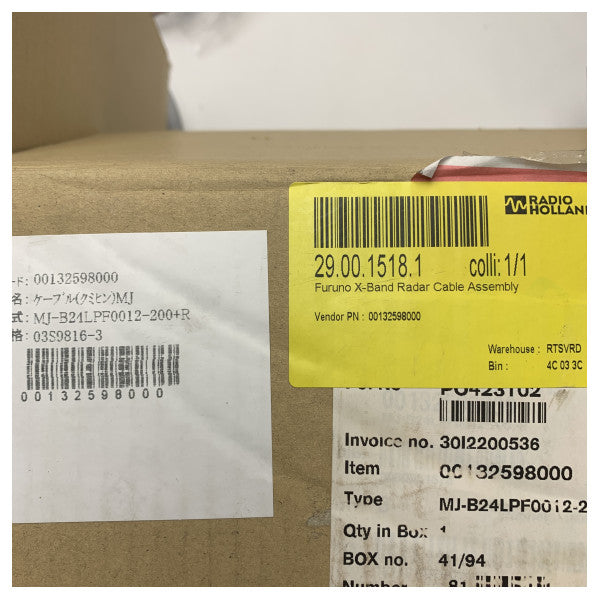 ード: 00132598000
名: ケーブル(クミヒン)MJ
式: MJ-B24LPF0012-200+R
格: 03S9816-3
00132598000
RADIO
HOLLAND
29.00.1518.1 colli: 1/1
Furuno X-Band Radar Cable Assembly
Vendor PN : 00132598000
Warehouse : RTSVRD
Bin : 4C 03 3C
PO423102
Invoice no. 30I2200536
Item 00132598000
Type MJ-B24LPF0012-2
Qty in Box 1
BOX no. 41/94
Number 81